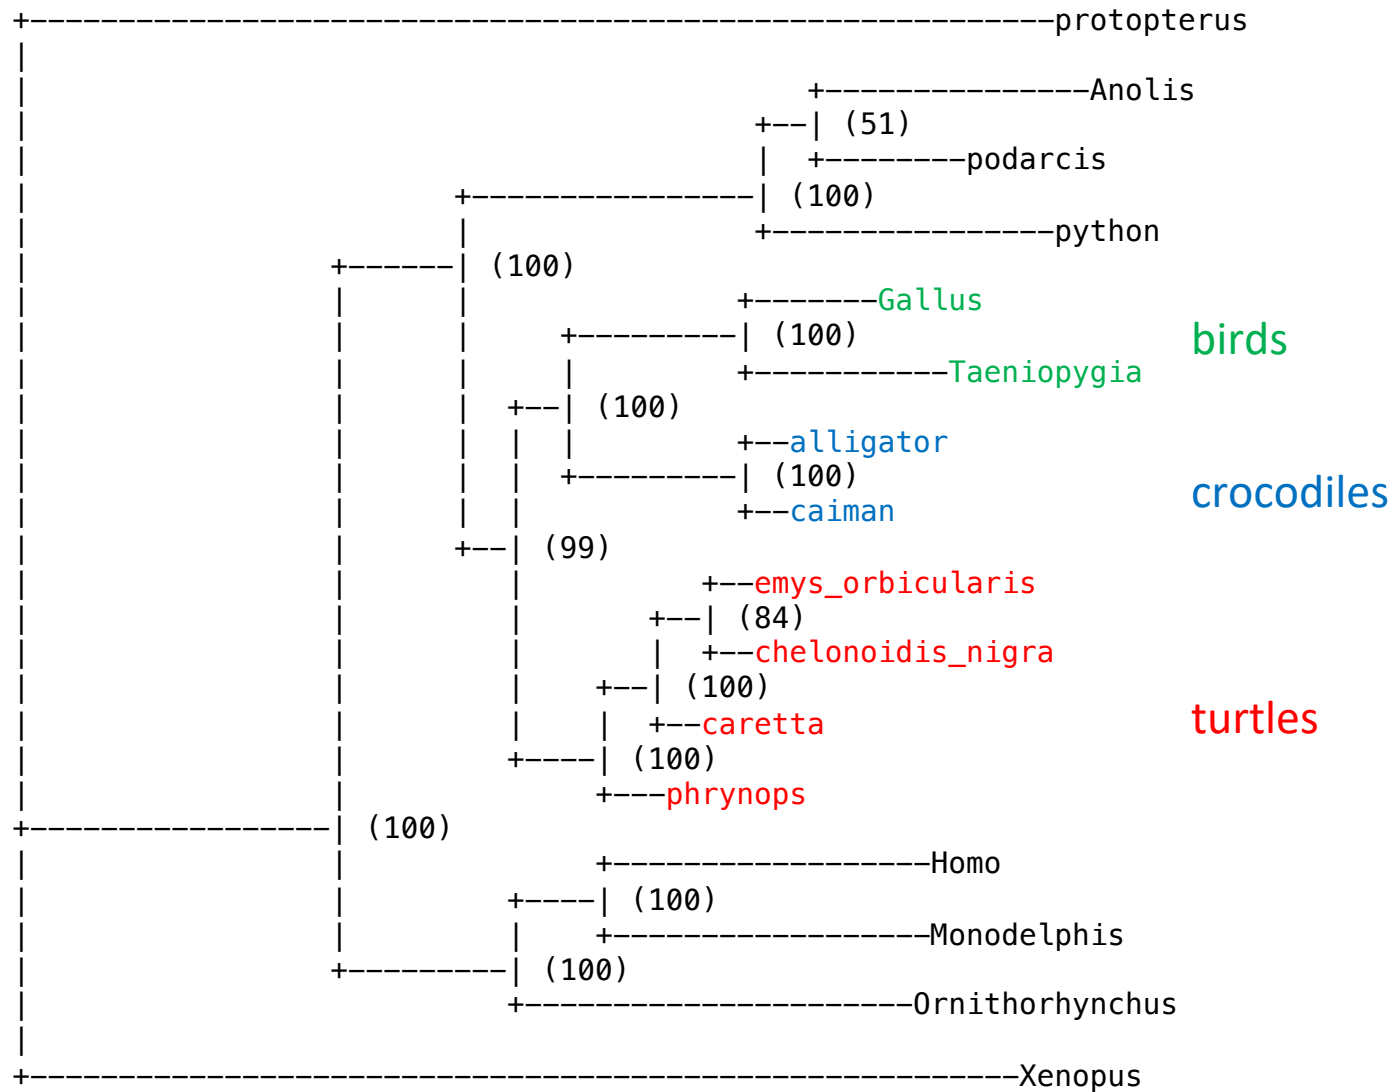 protopterus
Anolis
(51)
podarcis
(100)
python
(100)
Gallus
(100)
birds
Taeniopygia
(100)
alligator
(100)
crocodiles
caiman
(99)
emys_orbicularis
(84)
chelonoidis_nigra
(100)
caretta
turtles
(100)
phrynops
(100)
Homo
(100)
Monodelphis
(100)
Ornithorhynchus
Xenopus